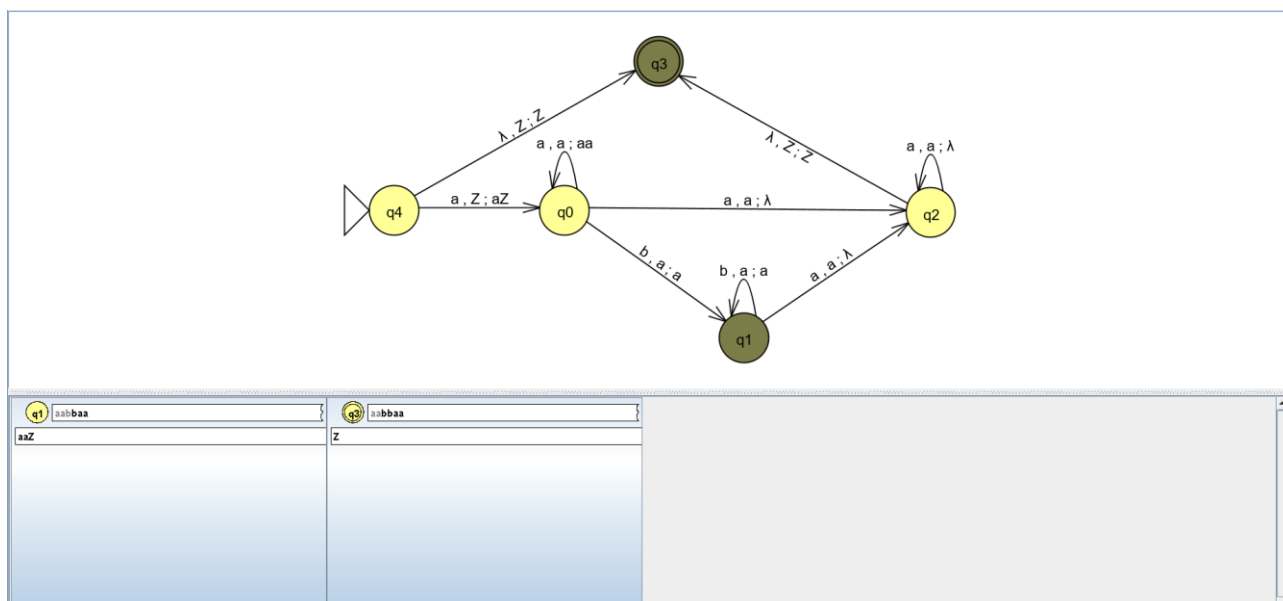 q3
λ , Z ; Z
λ , Z ; Z
a , a ; aa
a , a ; λ
q4
a , Z ; aZ
q0
a , a ; λ
q2
b , a ; a
a , a ; λ
b , a ; a
q1
q1 aabbaa
aaZ
q3 aabbaa
Z